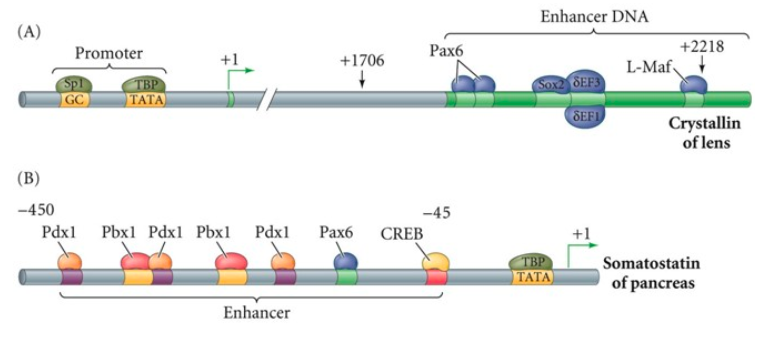 (A)
Enhancer DNA
Promoter
Pax6
+2218
+1
+1706
L-Maf
Sp1
TBP
Sox2
δEF3
GC
TATA
δEF1
Crystallin
of lens
(B)
−450
−45
Pdx1
Pbx1
Pdx1
Pbx1
Pdx1
Pax6
CREB
+1
TBP
TATA
Somatostatin
of pancreas
Enhancer